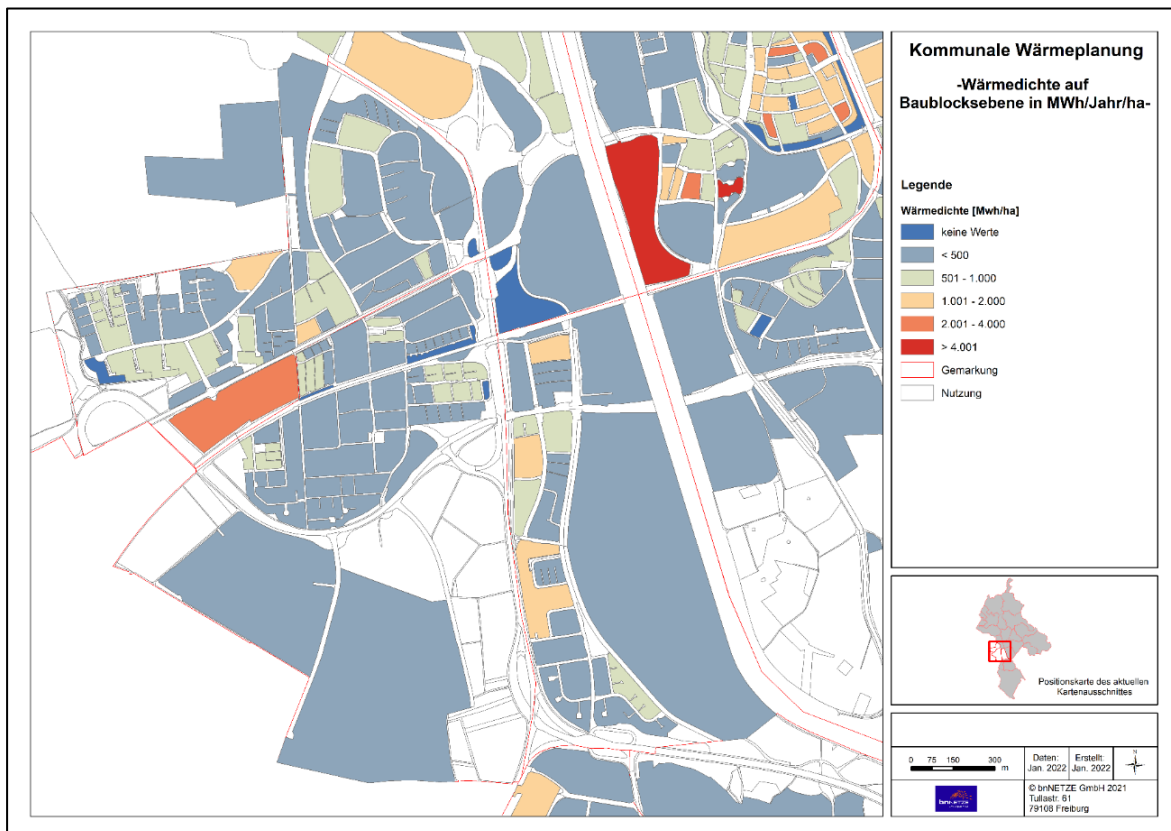 Kommunale Wärmeplanung
-Wärmedichte auf
Baublocksebene in MWh/Jahr/ha-
Legende
Wärmedichte [Mwh/ha]
keine Werte
< 500
501 - 1.000
1.001 - 2.000
2.001 - 4.000
> 4.001
Gemarkung
Nutzung
Positionskarte des aktuellen
Kartenausschnittes
0 75 150 300
m
Daten:
Jan. 2022
Erstellt:
Jan. 2022
N
bnNETZE
© bnNETZE GmbH 2021
Tullastr. 61
79108 Freiburg